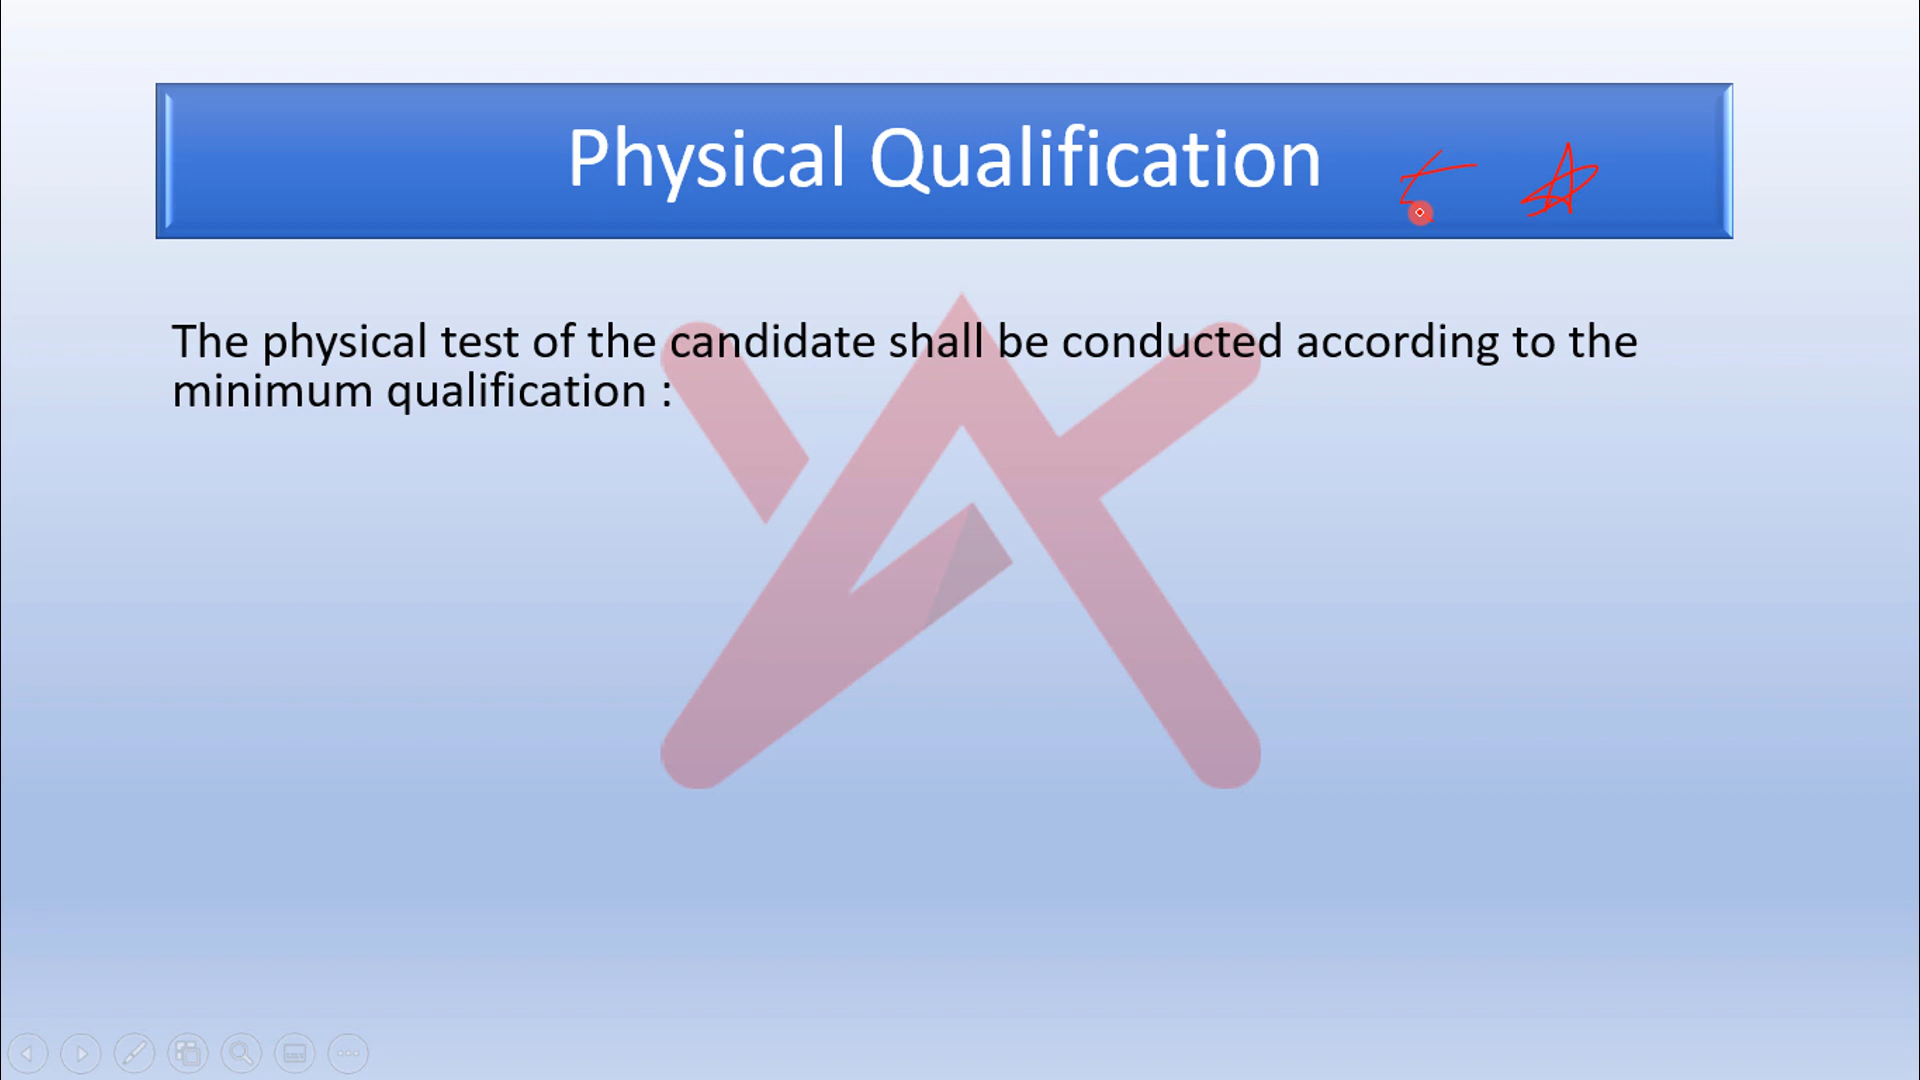 Physical Qualification
The physical test of the candidate shall be conducted according to the
minimum qualification :